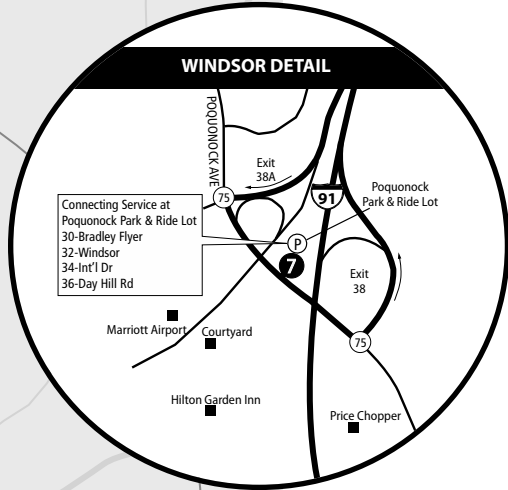 WINDSOR DETAIL
POQUONOCK AVE
Exit
38A
75
91
Poquonock
Park & Ride Lot
Connecting Service at
Poquonock Park & Ride Lot
30-Bradley Flyer
32-Windsor
34-Int'l Dr
36-Day Hill Rd
P
7
Exit
38
Marriott Airport
Courtyard
75
Hilton Garden Inn
Price Chopper